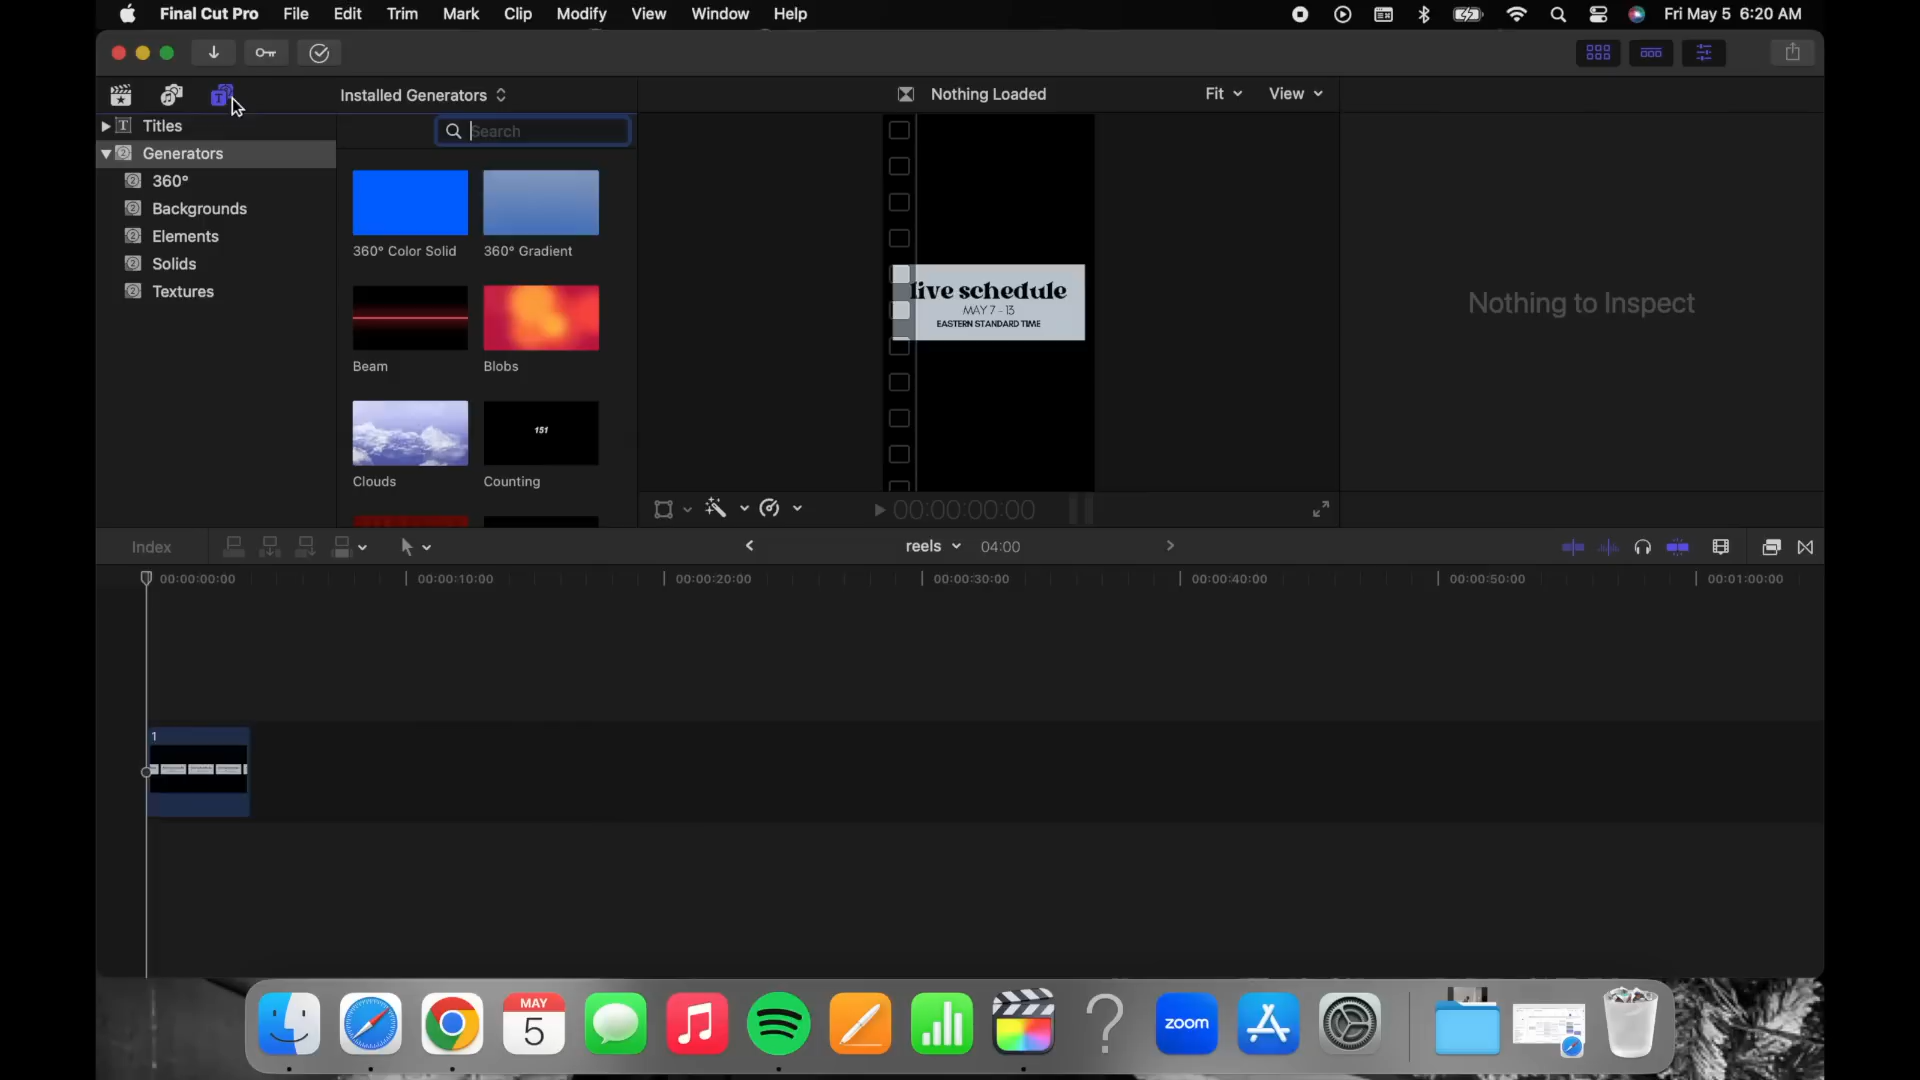 Final Cut Pro File Edit Trim Mark Clip Modify View Window Help Fri May 5 6:20 AM
Installed Generators Nothing Loaded Fit View
T Titles
Search
Generators
360°
Backgrounds
Elements
Solids
Textures
360° Color Solid 360° Gradient
Beam Blobs
151
Clouds Counting
live schedule
MAY 7 - 13
EASTERN STANDARD TIME
Nothing to Inspect
00:00:00:00
Index reels 04:00
00:00:00:00 00:00:10:00 00:00:20:00 00:00:30:00 00:00:40:00 00:00:50:00 00:01:00:00
1
MAY
5
zoom